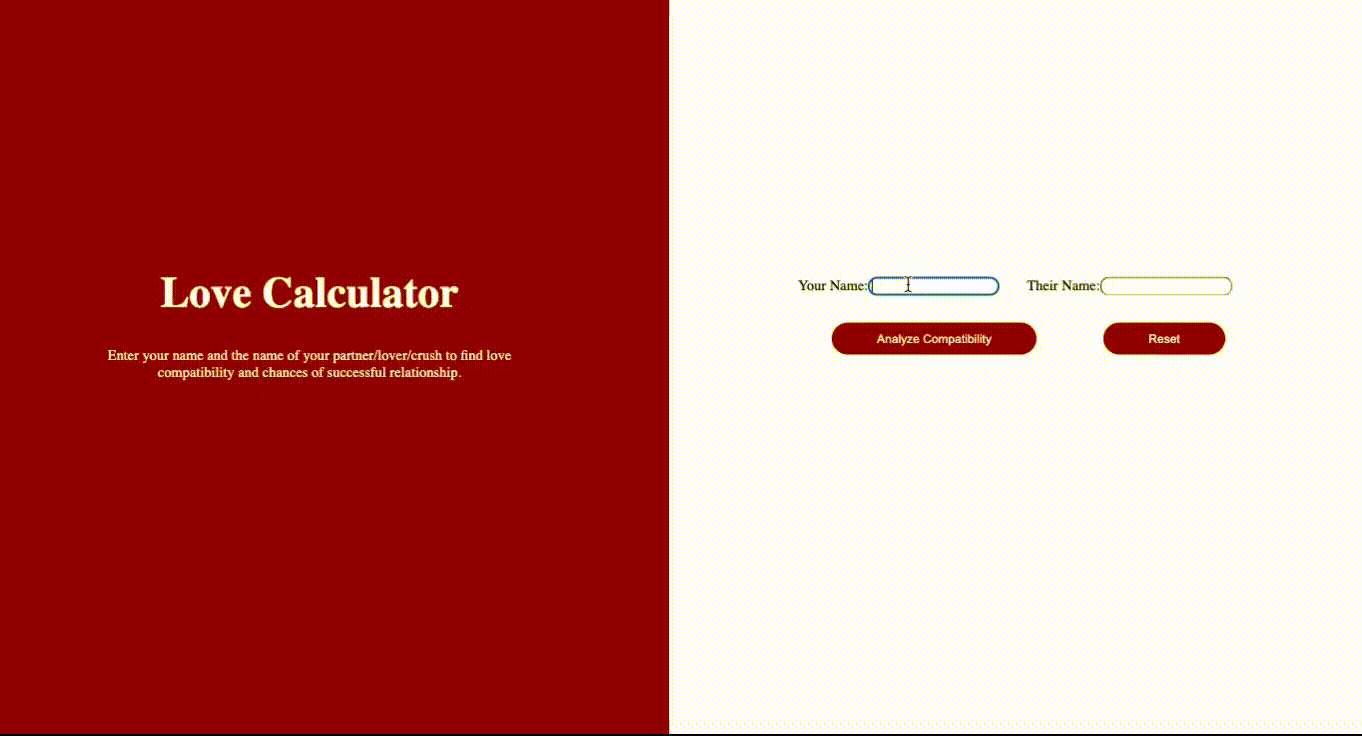 Love Calculator
Enter your name and the name of your partner/lover/crush to find love
compatibility and chances of successful relationship.
Your Name: Their Name:
Analyze Compatibility Reset